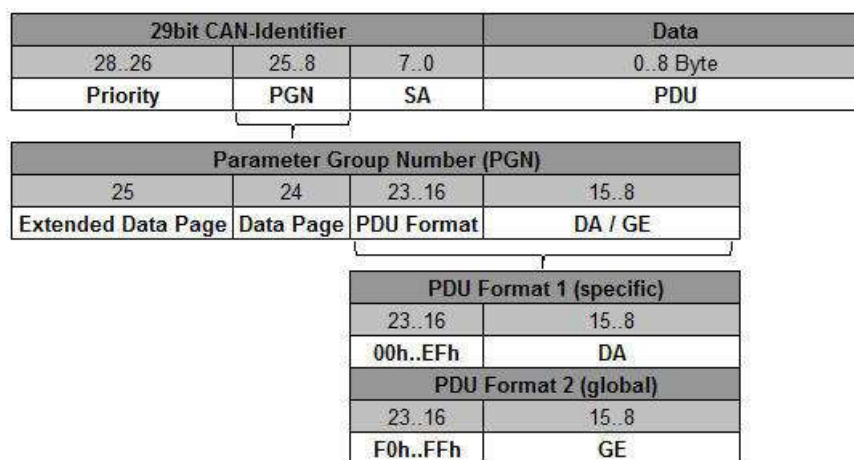 29bit CAN-Identifier Data
28..26 25..8 7..0 0..8 Byte
Priority PGN SA PDU
Parameter Group Number (PGN)
25 24 23..16 15..8
Extended Data Page Data Page PDU Format DA / GE
PDU Format 1 (specific)
23..16 15..8
00h..EFh DA
PDU Format 2 (global)
23..16 15..8
F0h..FFh GE